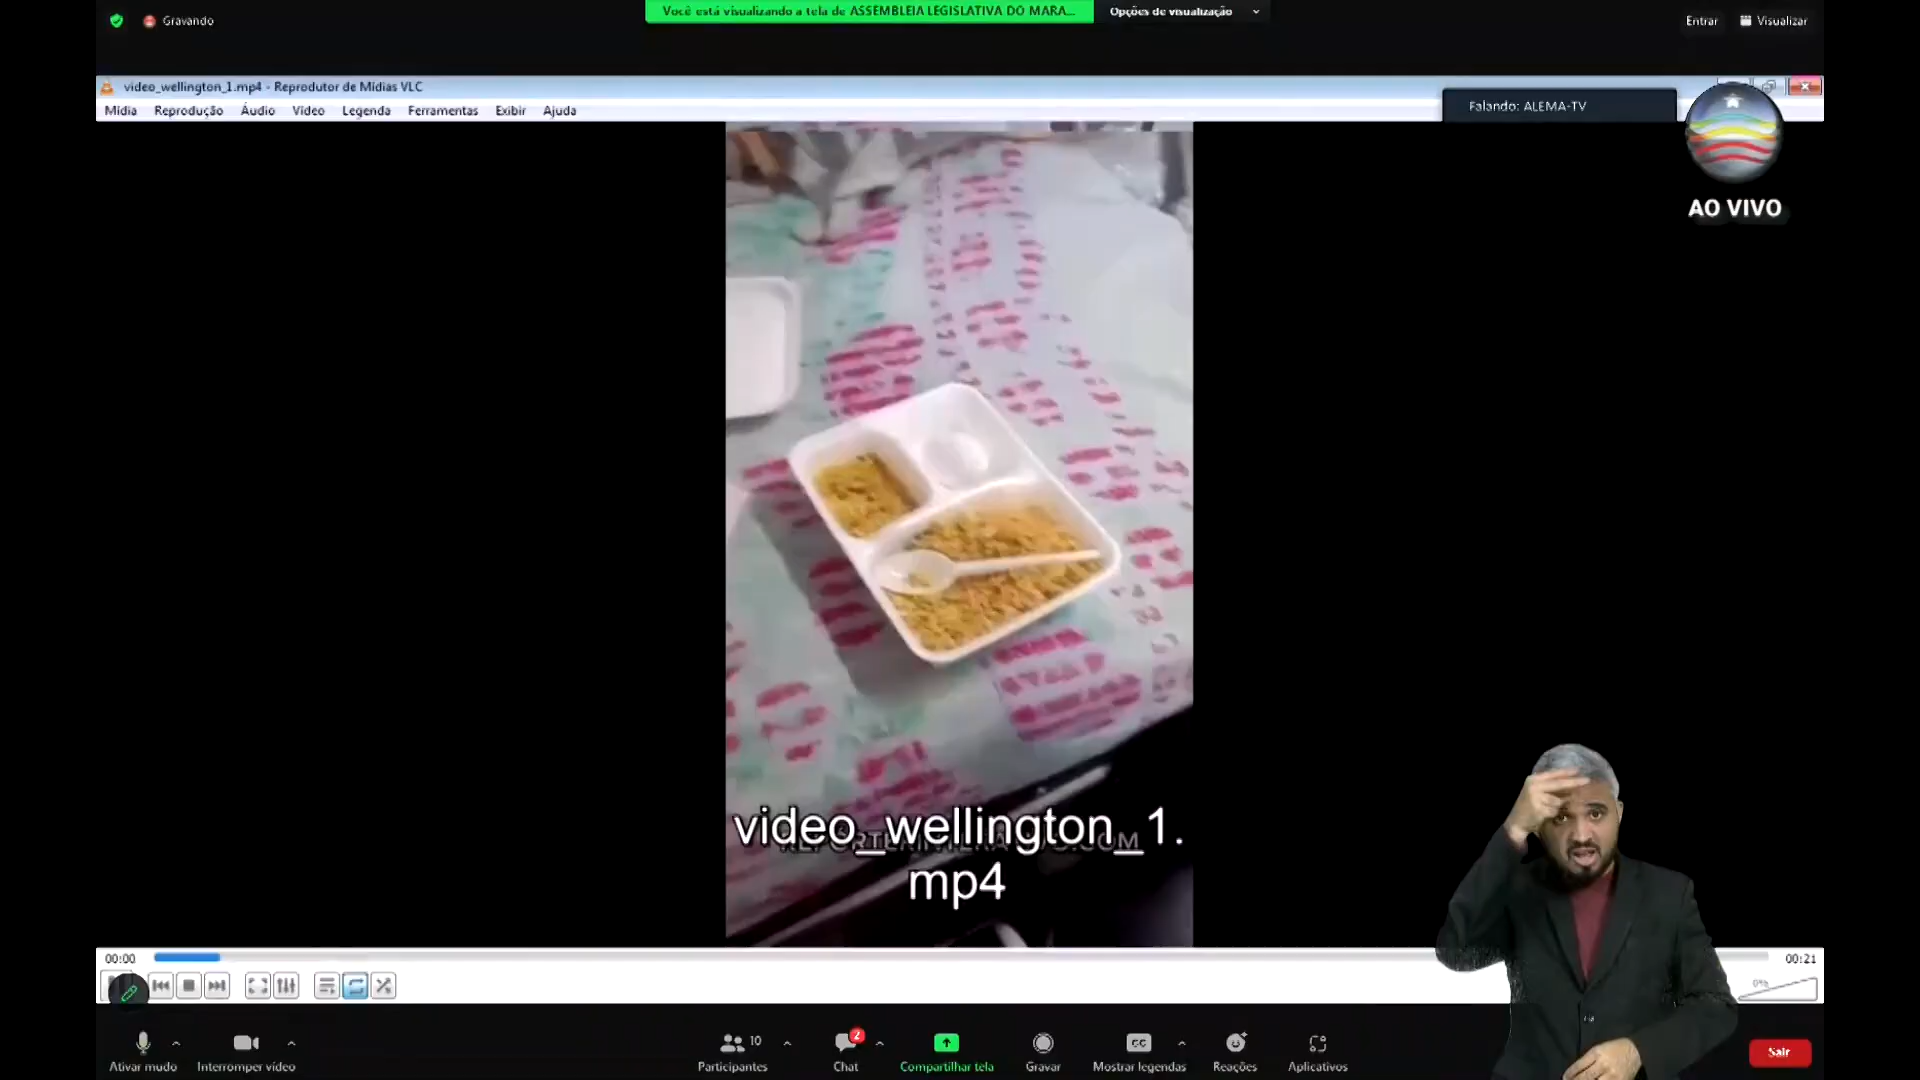 Gravando
Você está visualizando a tela de ASSEMBLEIA LEGISLATIVA DO MARA...
Opções de visualização
Entrar
Visualizar
video_wellington_1.mp4 - Reprodutor de Mídias VLC
Mídia Reprodução Áudio Vídeo Legenda Ferramentas Exibir Ajuda
Falando: ALEMA-TV
AO VIVO
video_wellington_1.
mp4
00:00
00:21
0%
10
2
Ativar mudo
Interromper vídeo
Participantes
Chat
Compartilhar tela
Gravar
CC
Mostrar legendas
Reações
Aplicativos
Sair